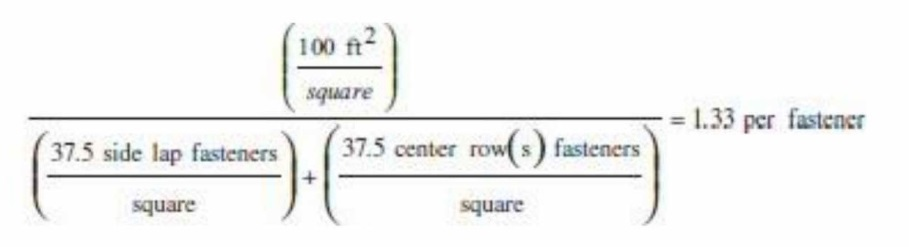 100 ft²
square
37.5 side lap fasteners
square
+
37.5 center row(s) fasteners
square
= 1.33 per fastener